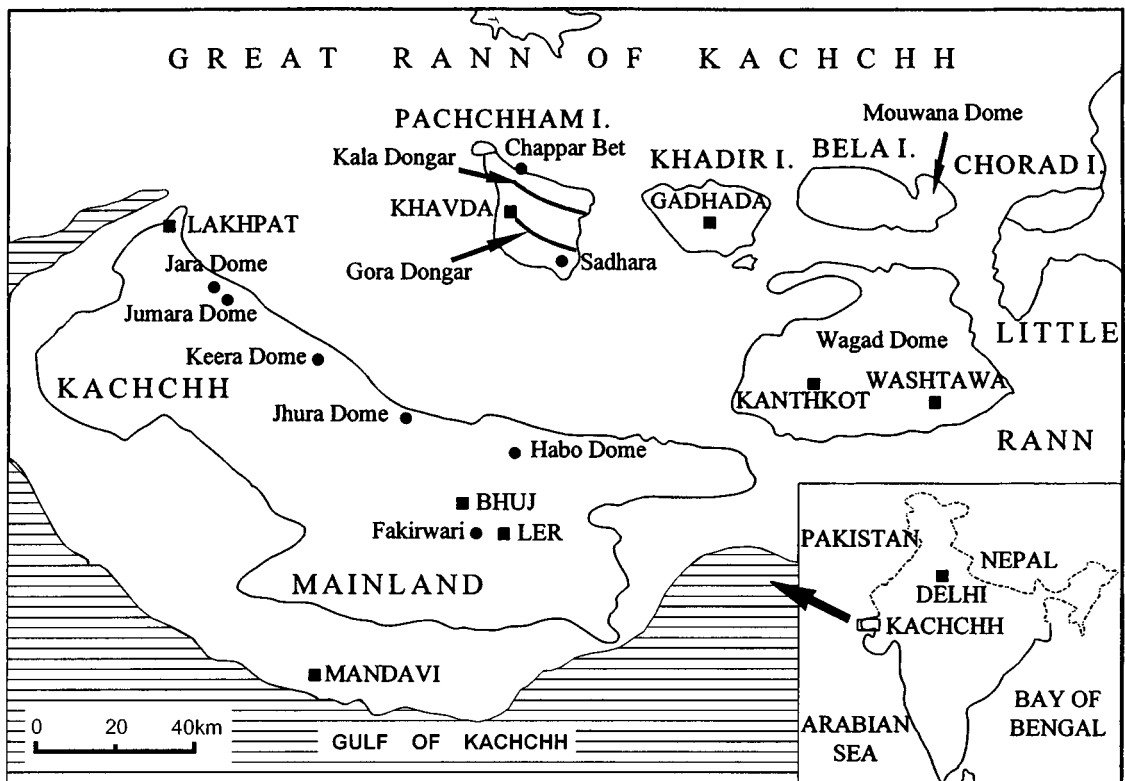 GREAT RANN OF KACHCHH
PACHCHHAM I.
Mouwana Dome
Chappar Bet
Kala Dongar
KHADIR I.
BELA I.
CHORAD I.
KHAVDA
GADHADA
LAKHPAT
Gora Dongar
Sadhara
Jara Dome
Jumara Dome
Wagad Dome
LITTLE
Keera Dome
KACHCHH
KANTHKOT
WASHTAWA
Jhura Dome
Habo Dome
RANN
BHUJ
Fakirwari
LER
MAINLAND
PAKISTAN
NEPAL
DELHI
KACHCHH
MANDAVI
BAY OF
BENGAL
ARABIAN
SEA
0 20 40km
GULF OF KACHCHH